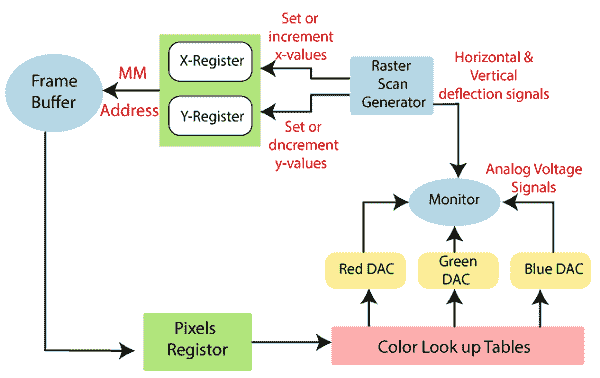 Frame
Buffer
MM
Address
X-Register
Y-Register
Set or
increment
x-values
Set or
dncrement
y-values
Raster
Scan
Generator
Horizontal &
Vertical
deflection signals
Analog Voltage
Signals
Monitor
Red DAC
Green
DAC
Blue DAC
Pixels
Registor
Color Look up Tables